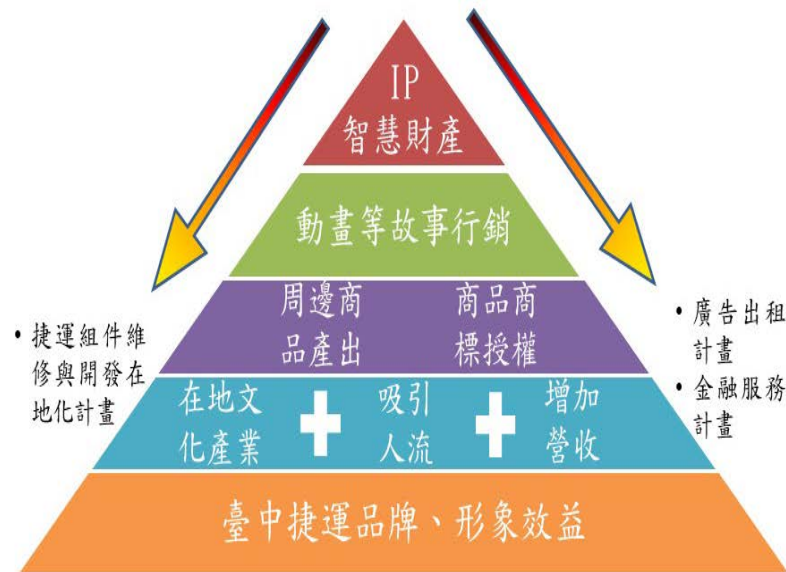 IP
智慧財產
動畫等故事行銷
周邊商
品產出
商品商
標授權
在地文
化產業
吸引
人流
增加
營收
臺中捷運品牌、形象效益
• 捷運組件維
修與開發在
地化計畫
• 廣告出租
計畫
• 金融服務
計畫